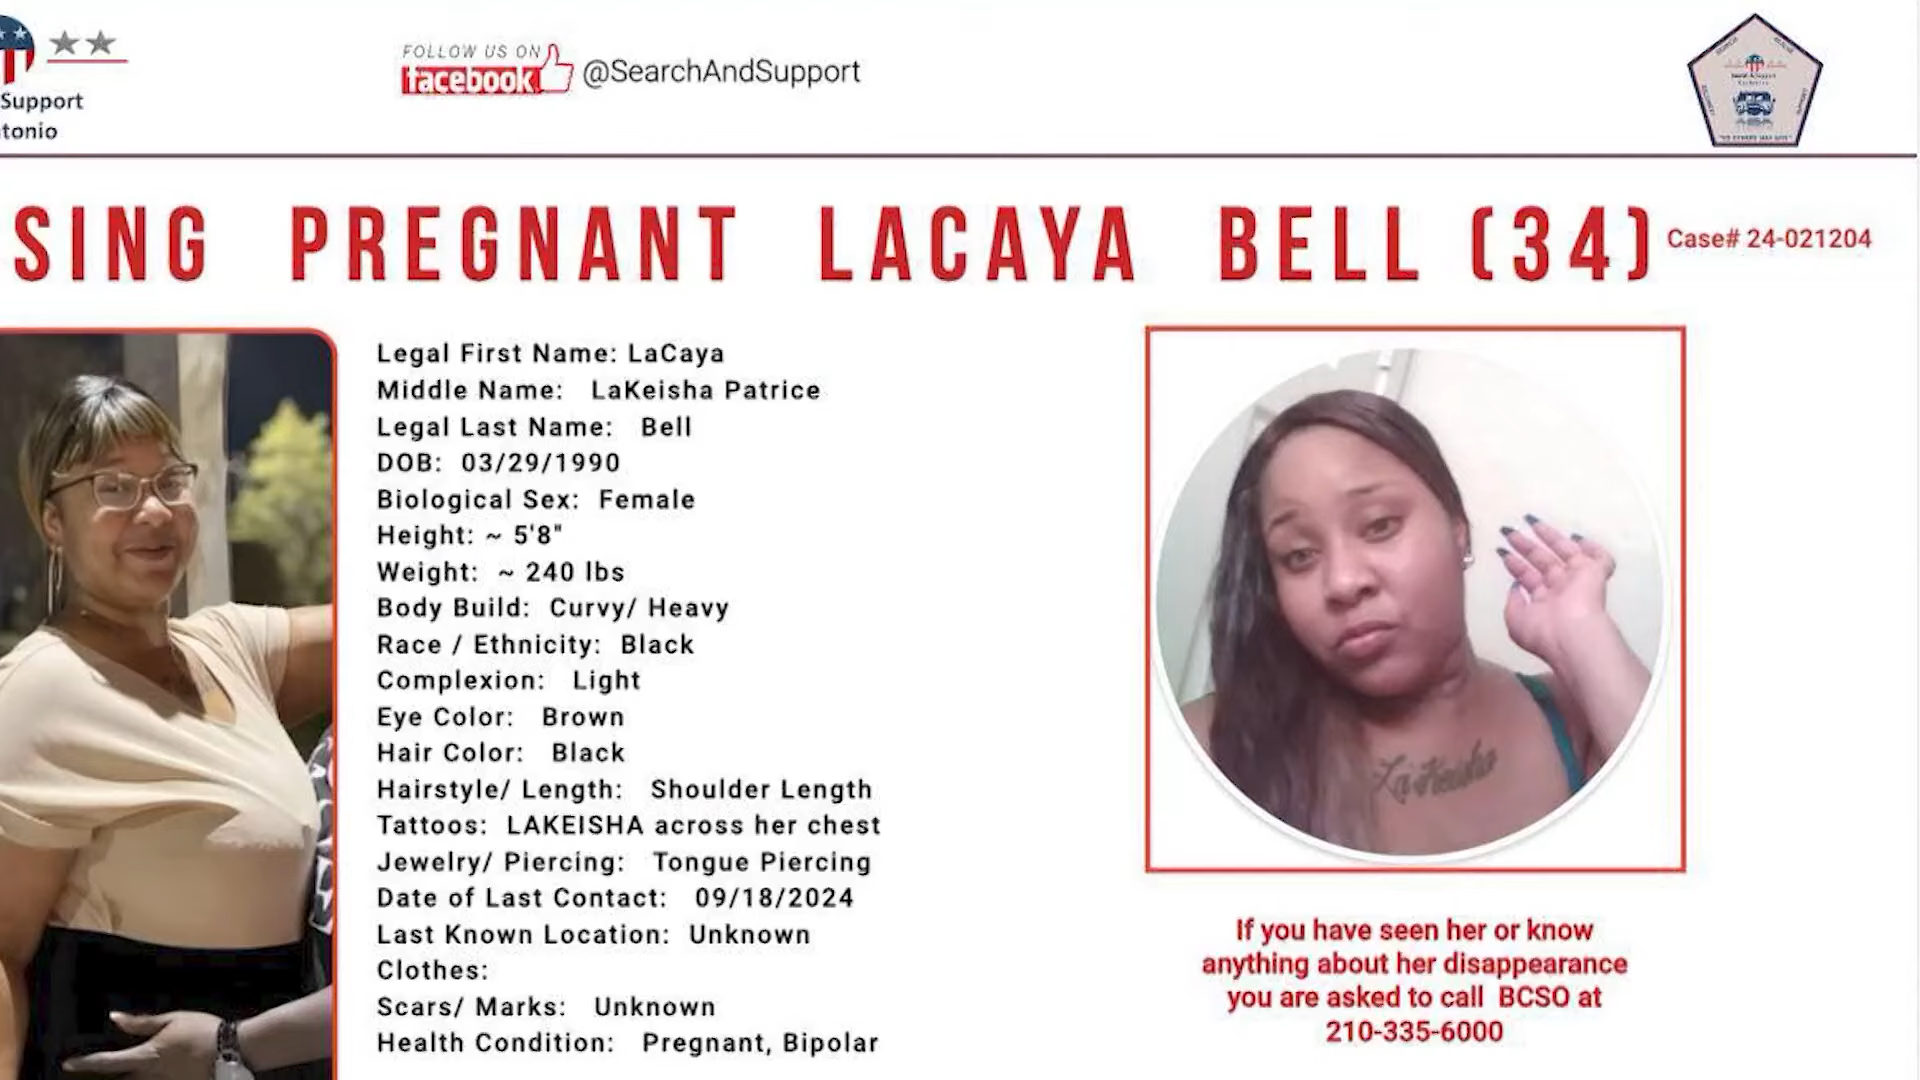 Support
tonio
FOLLOW US ON
facebook
@SearchAndSupport
SING PREGNANT LACAYA BELL (34)
Case# 24-021204
Legal First Name: LaCaya
Middle Name: LaKeisha Patrice
Legal Last Name: Bell
DOB: 03/29/1990
Biological Sex: Female
Height: ~ 5'8"
Weight: ~ 240 lbs
Body Build: Curvy/ Heavy
Race / Ethnicity: Black
Complexion: Light
Eye Color: Brown
Hair Color: Black
Hairstyle/ Length: Shoulder Length
Tattoos: LAKEISHA across her chest
Jewelry/ Piercing: Tongue Piercing
Date of Last Contact: 09/18/2024
Last Known Location: Unknown
Clothes:
Scars/ Marks: Unknown
Health Condition: Pregnant, Bipolar
LaKeisha
If you have seen her or know
anything about her disappearance
you are asked to call BCSO at
210-335-6000